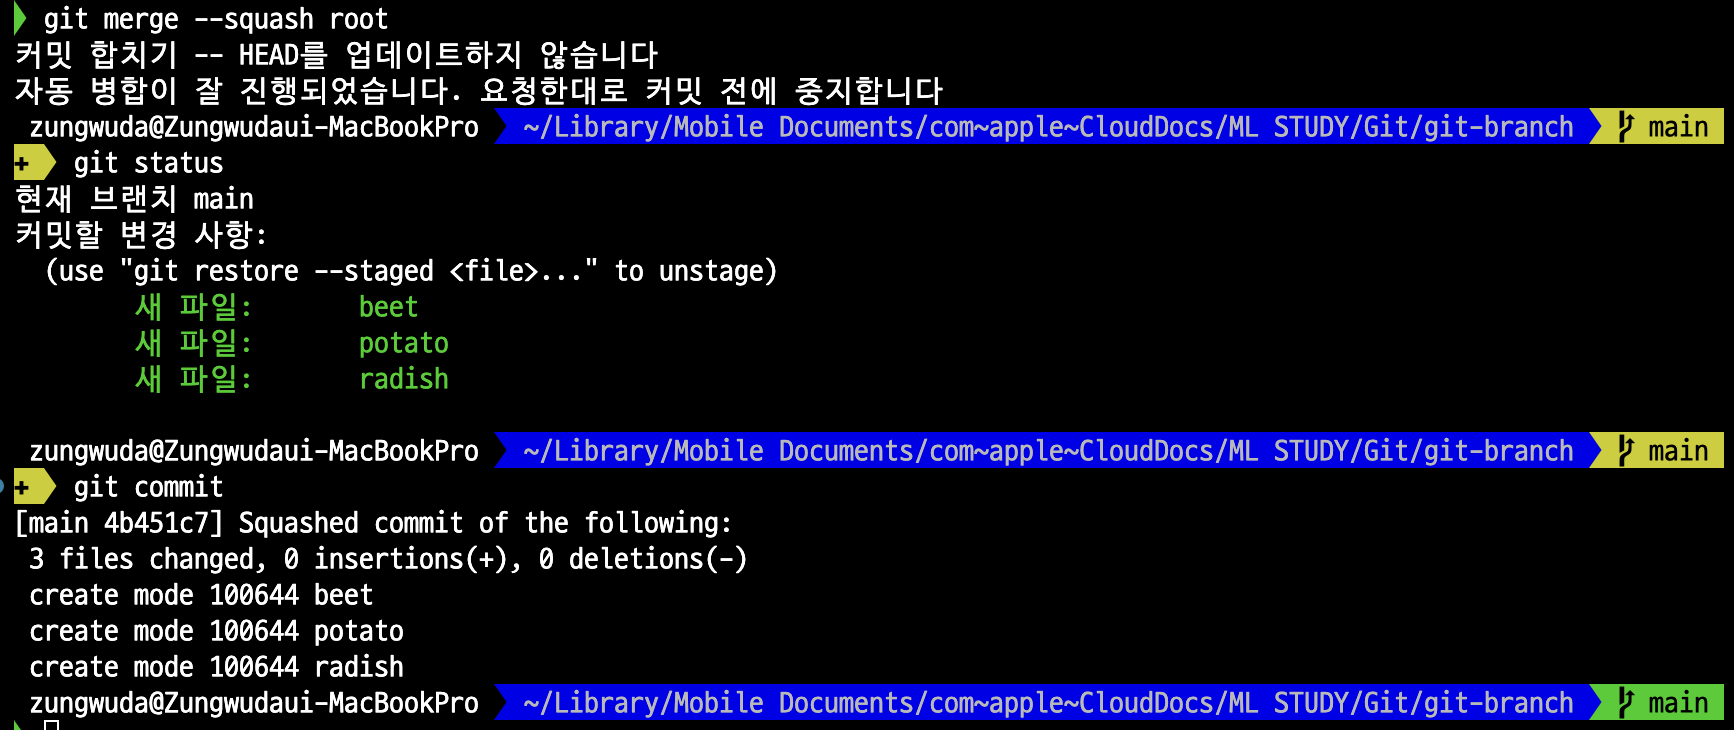 git merge --squash root
커밋 합치기 -- HEAD를 업데이트하지 않습니다
자동 병합이 잘 진행되었습니다. 요청한대로 커밋 전에 중지합니다
zungwuda@Zungwudaui-MacBookPro ~/Library/Mobile Documents/com~apple~CloudDocs/ML STUDY/Git/git-branch main
+ git status
현재 브랜치 main
커밋할 변경 사항:
(use "git restore --staged <file>..." to unstage)
새 파일: beet
새 파일: potato
새 파일: radish
zungwuda@Zungwudaui-MacBookPro ~/Library/Mobile Documents/com~apple~CloudDocs/ML STUDY/Git/git-branch main
+ git commit
[main 4b451c7] Squashed commit of the following:
3 files changed, 0 insertions(+), 0 deletions(-)
create mode 100644 beet
create mode 100644 potato
create mode 100644 radish
zungwuda@Zungwudaui-MacBookPro ~/Library/Mobile Documents/com~apple~CloudDocs/ML STUDY/Git/git-branch main